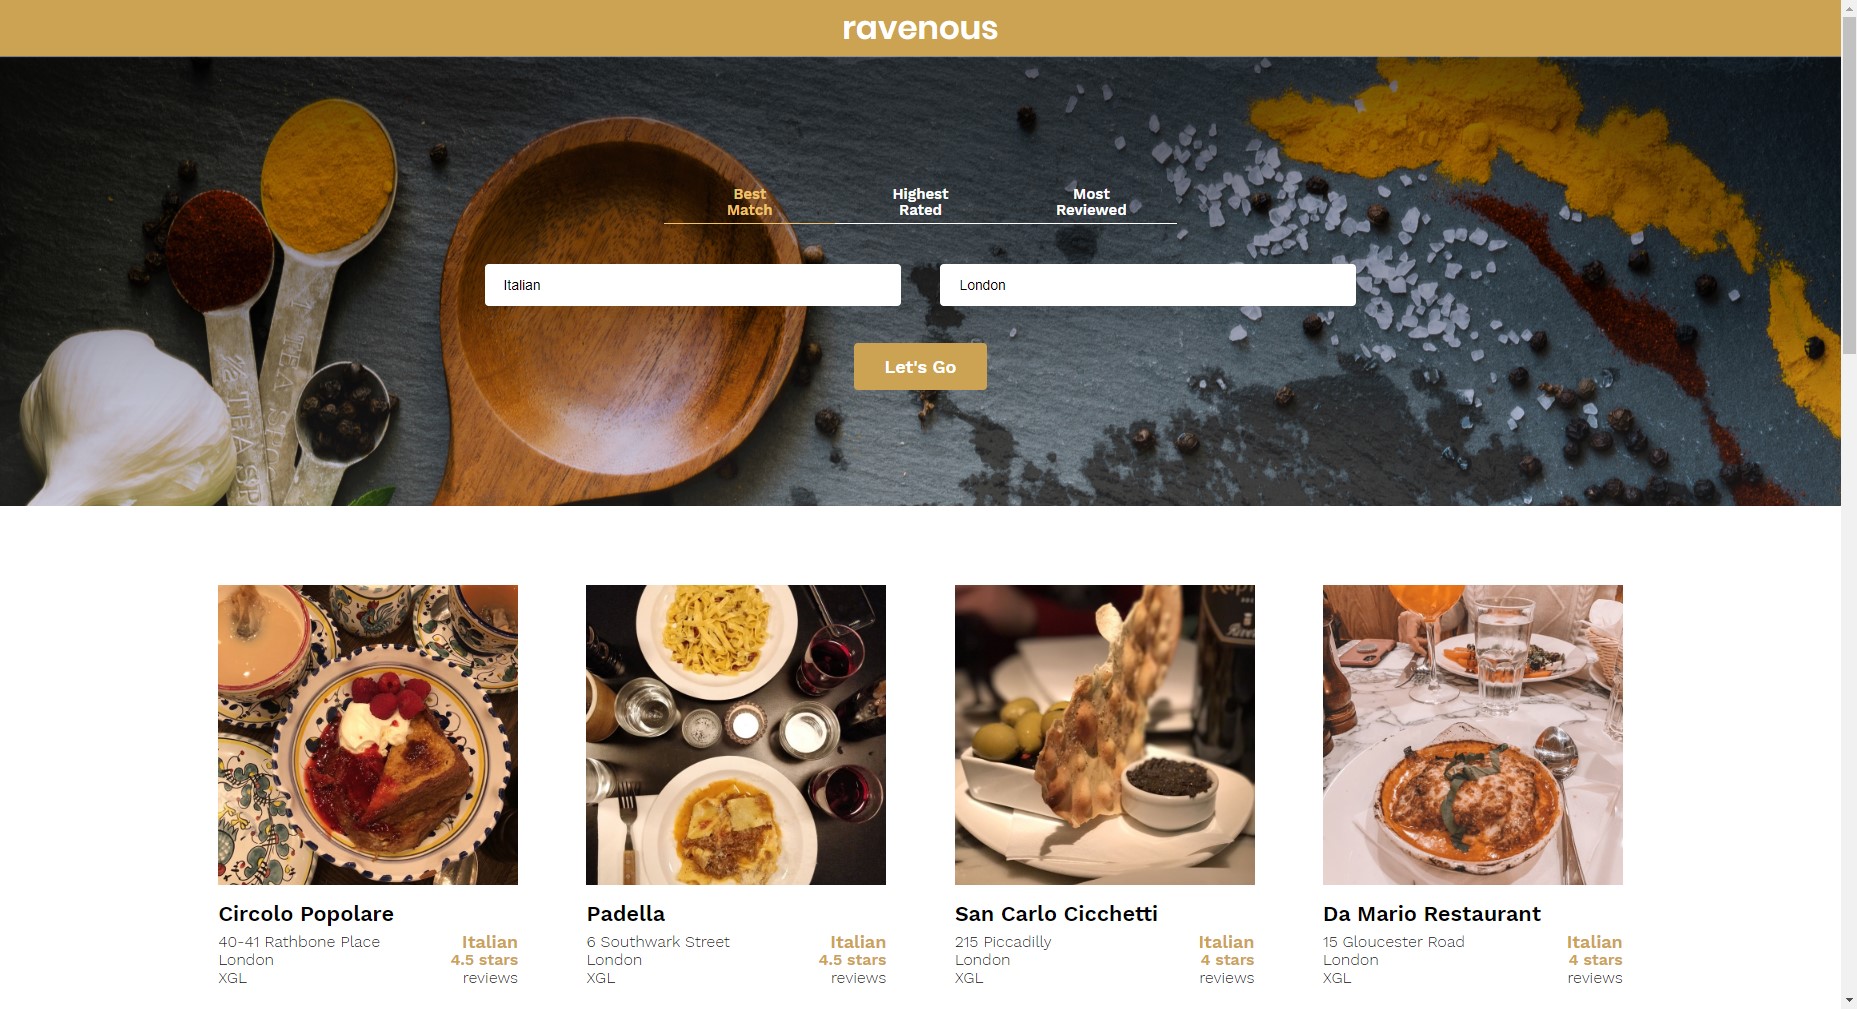 ravenous
Best
Match
Highest
Rated
Most
Reviewed
Italian
London
Let's Go
Circolo Popolare
40-41 Rathbone Place
London
XGL
Italian
4.5 stars
reviews
Padella
6 Southwark Street
London
XGL
Italian
4.5 stars
reviews
San Carlo Cicchetti
215 Piccadilly
London
XGL
Italian
4 stars
reviews
Da Mario Restaurant
15 Gloucester Road
London
XGL
Italian
4 stars
reviews